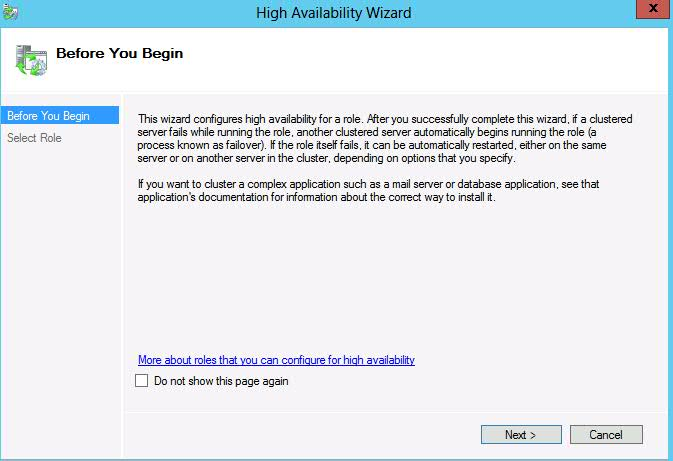 High Availability Wizard
x
Before You Begin
Before You Begin
Select Role
This wizard configures high availability for a role. After you successfully complete this wizard, if a clustered
server fails while running the role, another clustered server automatically begins running the role (a
process known as failover). If the role itself fails, it can be automatically restarted, either on the same
server or on another server in the cluster, depending on options that you specify.
If you want to cluster a complex application such as a mail server or database application, see that
application's documentation for information about the correct way to install it.
More about roles that you can configure for high availability
Do not show this page again
Next >
Cancel